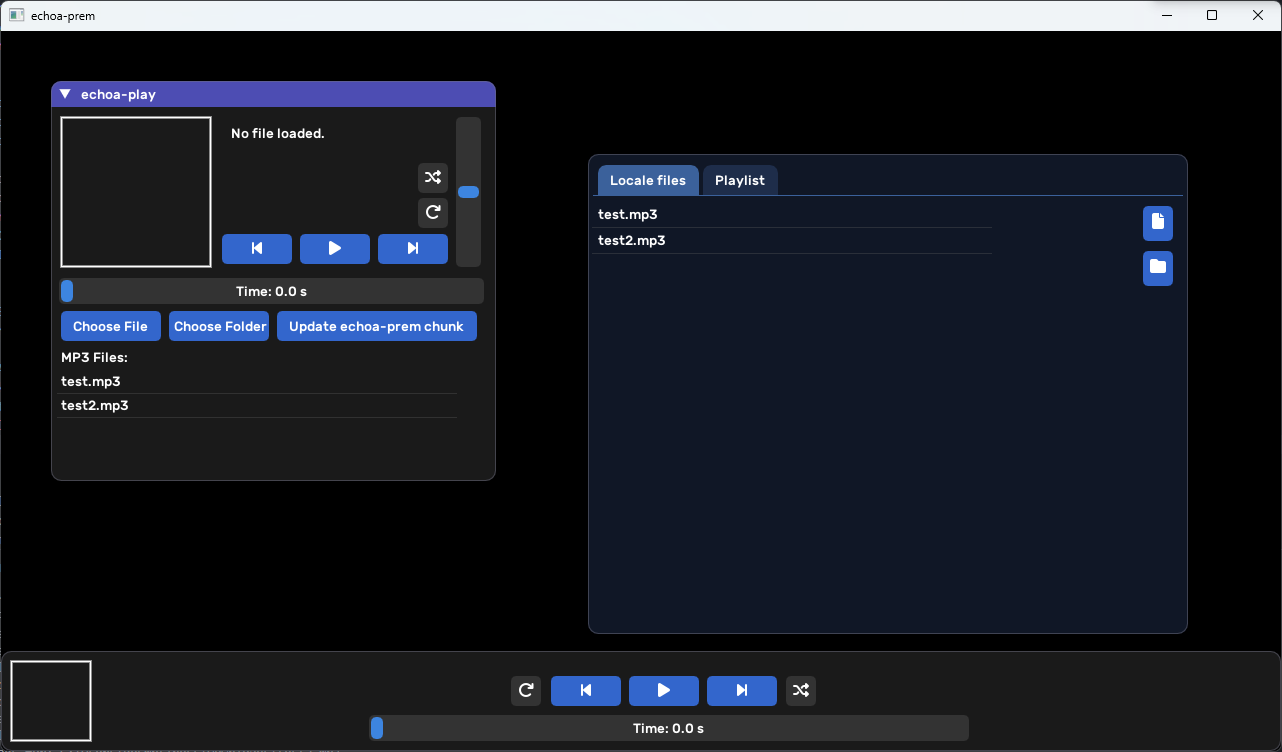 echoa-prem
echoa-play
No file loaded.
Time: 0.0 s
Choose File Choose Folder Update echoa-prem chunk
MP3 Files:
test.mp3
test2.mp3
Locale files Playlist
test.mp3
test2.mp3
Time: 0.0 s